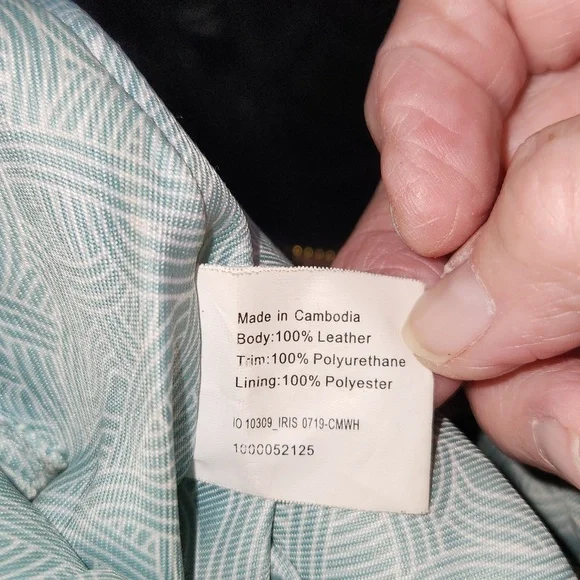 Made in Cambodia
Body:100% Leather
Trim:100% Polyurethane
Lining:100% Polyester
IO 10309_IRIS 0719-CMWH
1000052125